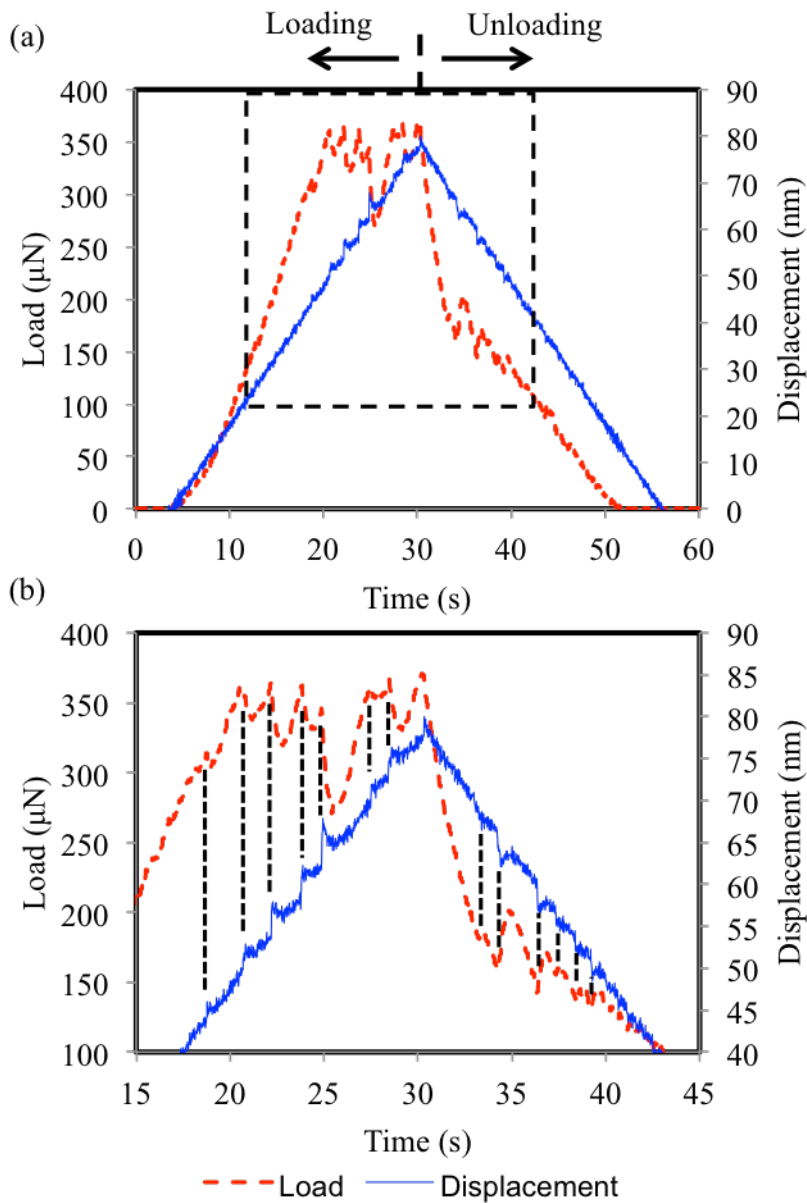 Loading Unloading
(a)
400 90
350 80
300 70
250 60
200 50
150 40
100 30
50 20
0 10
0
0 10 20 30 40 50 60
Load (µN)
Displacement (nm)
Time (s)
(b)
400 90
350 85
300 80
250 75
200 70
150 65
100 60
55
50
45
40
15 20 25 30 35 40 45
Load (µN)
Displacement (nm)
Time (s)
Load Displacement